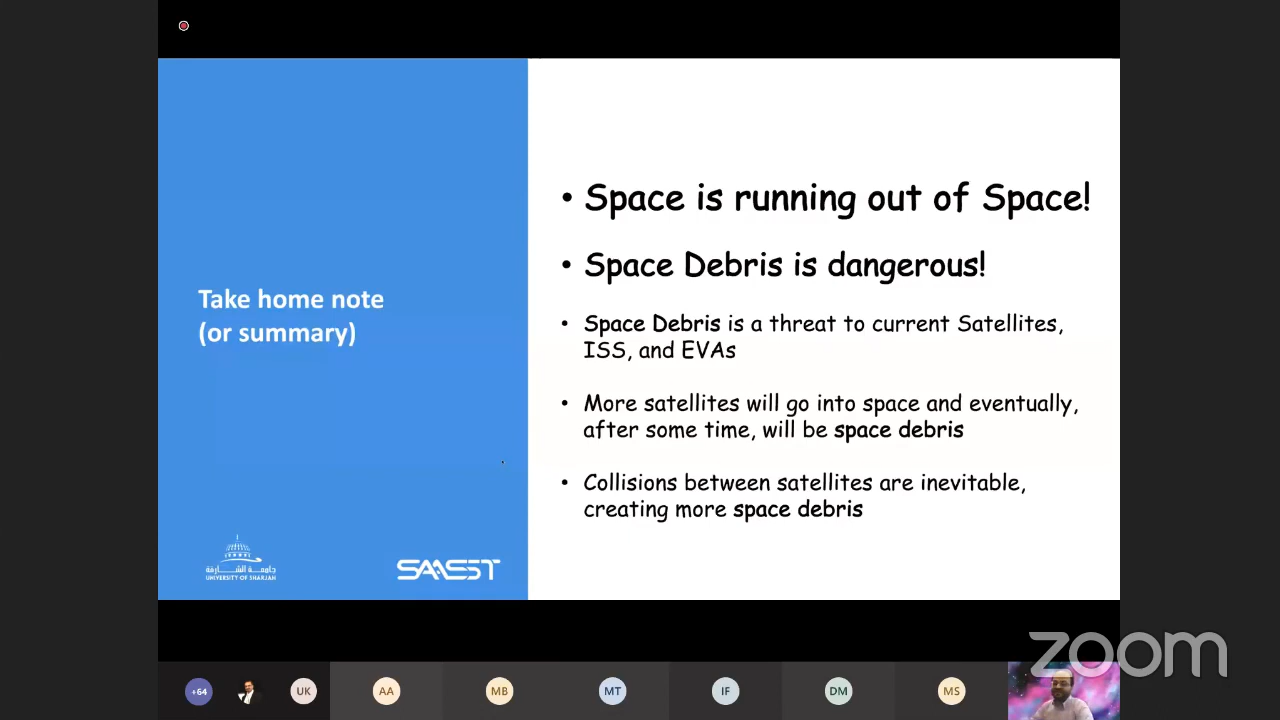 Take home note
(or summary)
جامعة الشارقة
UNIVERSITY OF SHARJAH
SAASST
• Space is running out of Space!
• Space Debris is dangerous!
• Space Debris is a threat to current Satellites,
ISS, and EVAs
• More satellites will go into space and eventually,
after some time, will be space debris
• Collisions between satellites are inevitable,
creating more space debris
zoom
+64
UK
AA
MB
MT
IF
DM
MS